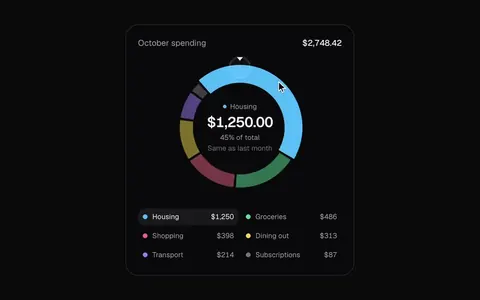 October spending $2,748.42
Housing
$1,250.00
45% of total
Same as last month
Housing $1,250 Groceries $486
Shopping $398 Dining out $313
Transport $214 Subscriptions $87